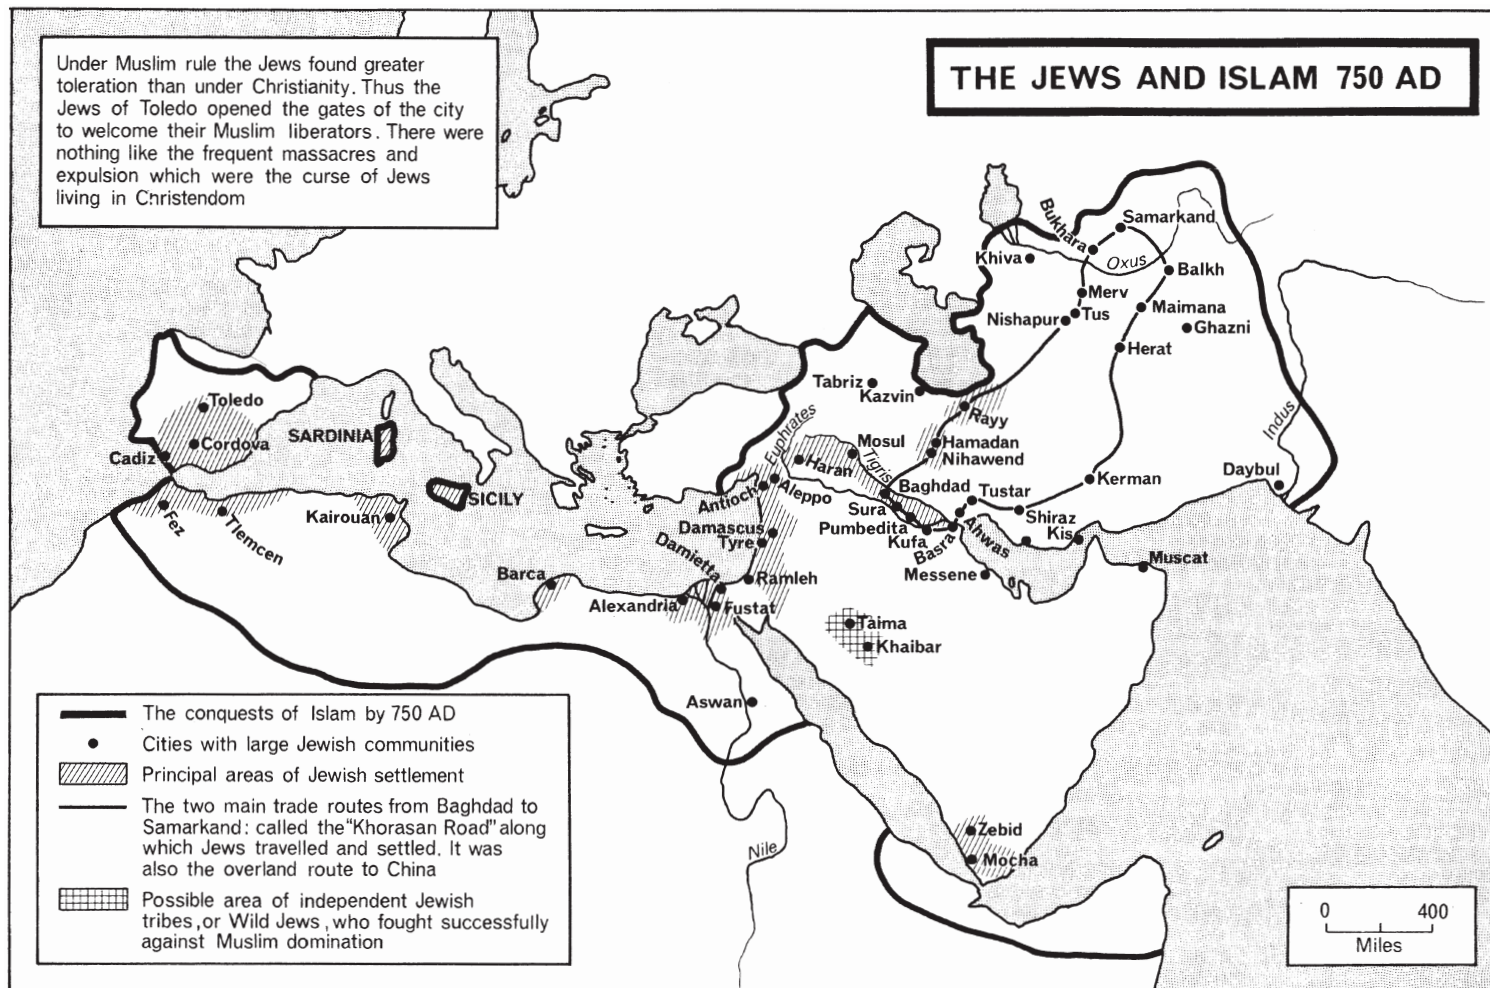 Under Muslim rule the Jews found greater
toleration than under Christianity. Thus the
Jews of Toledo opened the gates of the city
to welcome their Muslim liberators. There were
nothing like the frequent massacres and
expulsion which were the curse of Jews
living in Christendom
THE JEWS AND ISLAM 750 AD
Samarkand
Bukhara
Khiva
Oxus
Balkh
Merv
Maimana
Nishapur
Tus
Ghazni
Herat
Tabriz
Kazvin
Toledo
Rayy
Indus
Euphrates
SARDINIA
Cordova
Mosul
Hamadan
Cadiz
Haran
Tigris
Nihawend
Daybul
Kerman
Baghdad
SICILY
Antioch
Aleppo
Tustar
Fez
Tlemcen
Kairouan
Sura
Shiraz
Damascus
Pumbedita
Ahwas
Kis
Tyre
Kufa
Basra
Damietta
Muscat
Barca
Ramleh
Messene
Alexandria
Fustat
Taima
Khaibar
Aswan
Zebid
Nile
Mocha
The conquests of Islam by 750 AD
Cities with large Jewish communities
Principal areas of Jewish settlement
The two main trade routes from Baghdad to
Samarkand: called the "Khorasan Road" along
which Jews travelled and settled. It was
also the overland route to China
Possible area of independent Jewish
tribes, or Wild Jews, who fought successfully
against Muslim domination
0 400
Miles